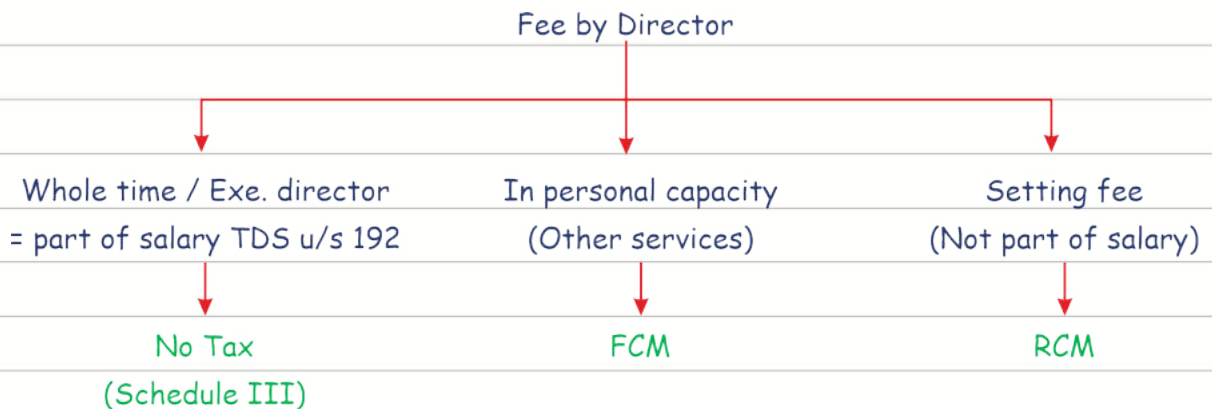 Fee by Director
Whole time / Exe. director
= part of salary TDS u/s 192
In personal capacity
(Other services)
Setting fee
(Not part of salary)
No Tax
(Schedule III)
FCM
RCM